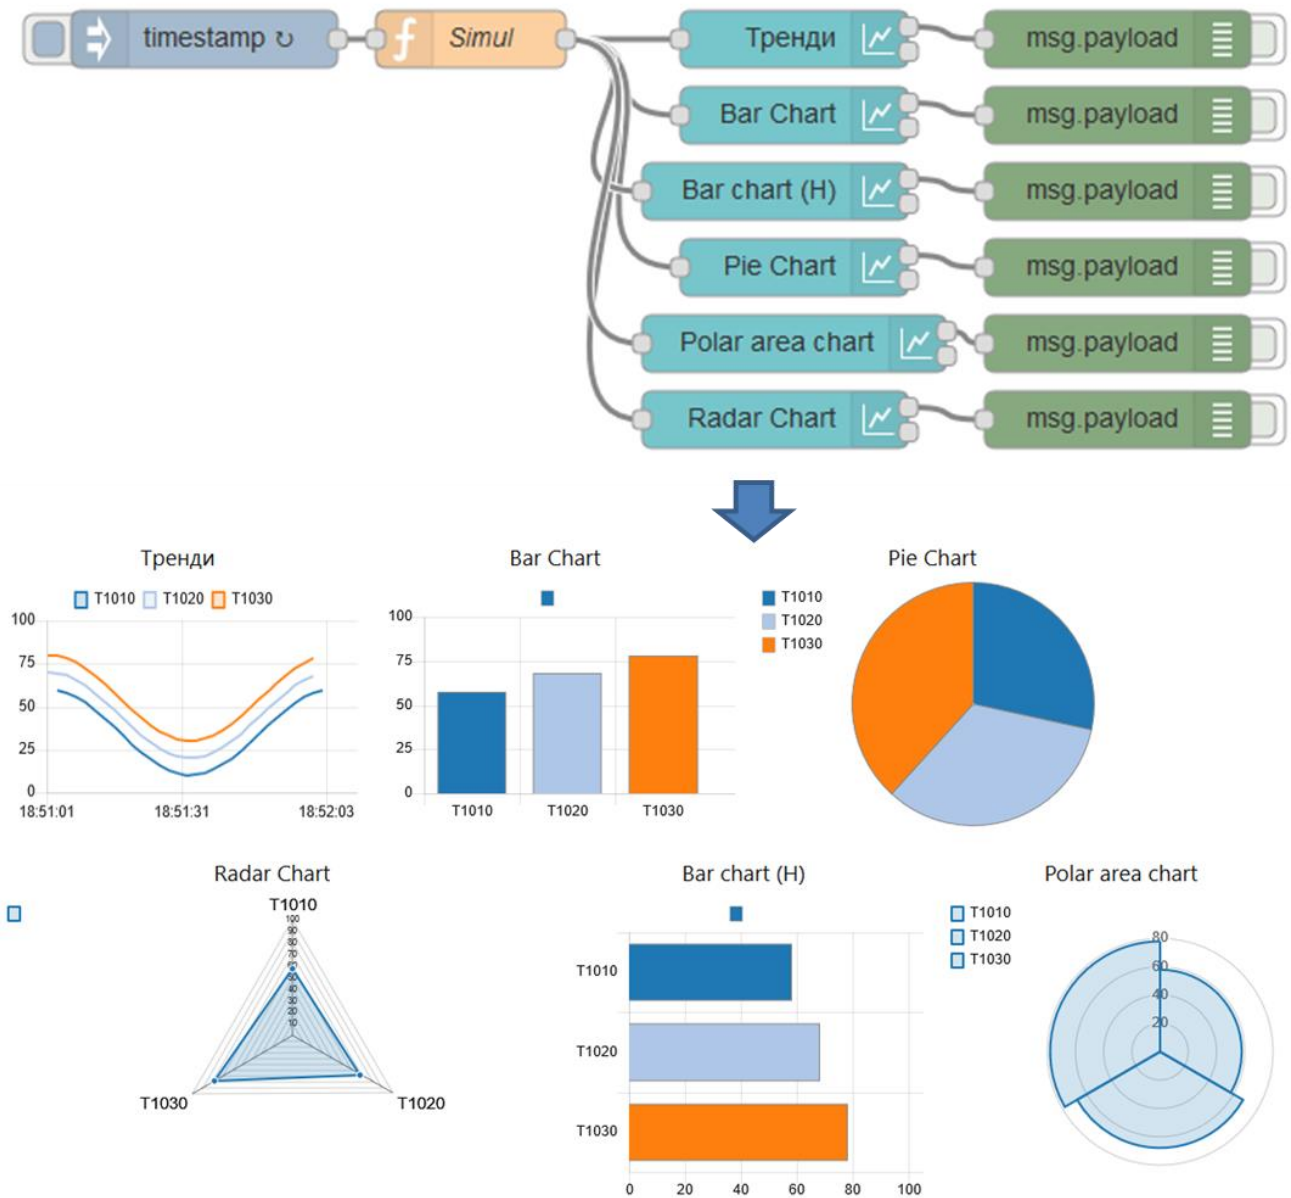 timestamp ↻
Simul
Тренди
msg.payload
Bar Chart
msg.payload
Bar chart (H)
msg.payload
Pie Chart
msg.payload
Polar area chart
msg.payload
Radar Chart
msg.payload
Тренди
T1010 T1020 T1030
100
75
50
25
0
18:51:01 18:51:31 18:52:03
Bar Chart
100
75
50
25
0
T1010 T1020 T1030
Pie Chart
T1010
T1020
T1030
Radar Chart
T1010
100
T1030 T1020
Bar chart (H)
T1010
T1020
T1030
0 20 40 60 80 100
Polar area chart
T1010
T1020
T1030
80
60
40
20